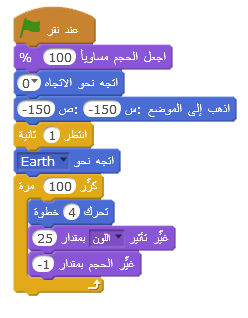 عند نقر
اجعل الحجم مساوياً 100 %
اتجه نحو الاتجاه 0
اذهب إلى الموضع س: -150 ص: -150
انتظر 1 ثانية
اتجه نحو Earth
كرِّر 100 مرة
تحرك 4 خطوة
غيِّر تأثير اللون بمقدار 25
غيِّر الحجم بمقدار -1